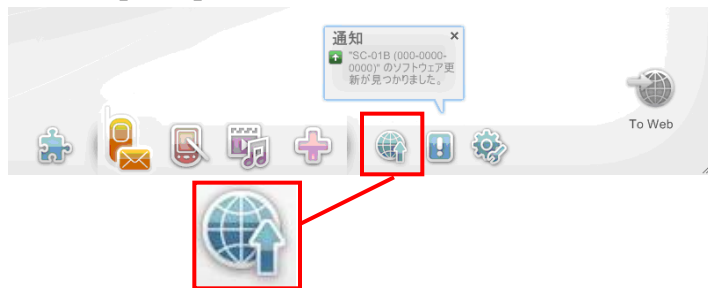 通知
"SC-01B (000-0000-
0000)" のソフトウェア更
新が見つかりました。
To Web